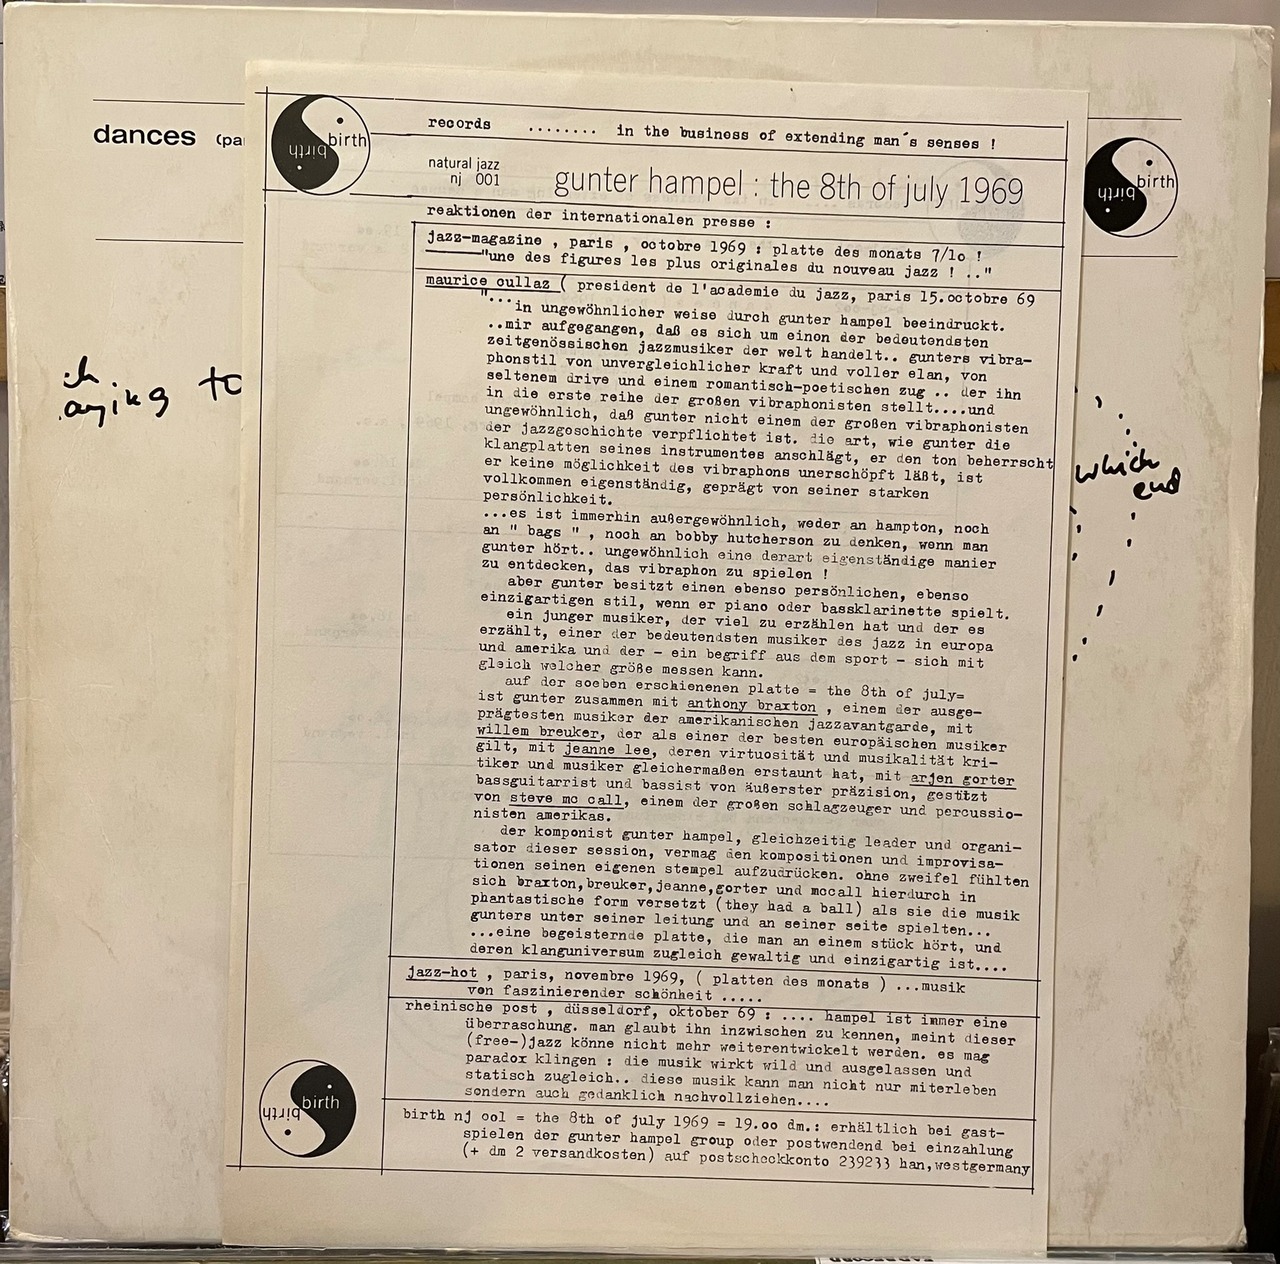 dances (pa
birth
birth
records ........ in the business of extending man´s senses !
natural jazz
nj 001
gunter hampel : the 8th of july 1969
birth
birth
reaktionen der internationalen presse :
jazz-magazine , paris , octobre 1969 : platte des monats 7/10 !
"une des figures les plus originales du nouveau jazz ! .."
maurice cullaz ( president de l'academie du jazz, paris 15.octobre 69
"...in ungewöhnlicher weise durch gunter hampel beeindruckt.
..mir aufgegangen, daß es sich um einen der bedeutendsten
zeitgenössischen jazzmusiker der welt handelt.. gunters vibra-
phonstil von unvergleichlicher kraft und voller elan, von
seltenem drive und einem romantisch-poetischen zug .. der ihn
in die erste reihe der großen vibraphonisten stellt....und
ungewöhnlich, daß gunter nicht einem der großen vibraphonisten
der jazzgeschichte verpflichtet ist. die art, wie gunter die
klangplatten seines instrumentes anschlägt, er den ton beherrscht
er keine möglichkeit des vibraphons unerschöpft läßt, ist
vollkommen eigenständig, geprägt von seiner starken
persönlichkeit.
...es ist immerhin außergewöhnlich, weder an hampton, noch
an " bags " , noch an bobby hutcherson zu denken, wenn man
gunter hört.. ungewöhnlich eine derart eigenständige manier
zu entdecken, das vibraphon zu spielen !
aber gunter besitzt einen ebenso persönlichen, ebenso
einzigartigen stil, wenn er piano oder bassklarinette spielt.
ein junger musiker, der viel zu erzählen hat und der es
erzählt, einer der bedeutendsten musiker des jazz in europa
und amerika und der - ein begriff aus dem sport - sich mit
gleich welcher größe messen kann.
auf der soeben erschienenen platte = the 8th of july=
ist gunter zusammen mit anthony braxton , einem der ausge-
prägtesten musiker der amerikanischen jazzavantgarde, mit
willem breuker, der als einer der besten europäischen musiker
gilt, mit jeanne lee, deren virtuosität und musikalität kri-
tiker und musiker gleichermaßen erstaunt hat, mit arjen gorter
bassguitarrist und bassist von äußerster präzision, gestützt
von steve mc call, einem der großen schlagzeuger und percussio-
nisten amerikas.
der komponist gunter hampel, gleichzeitig leader und organi-
sator dieser session, vermag den kompositionen und improvisa-
tionen seinen eigenen stempel aufzudrücken. ohne zweifel fühlten
sich braxton,breuker,jeanne,gorter und mccall hierdurch in
phantastische form versetzt (they had a ball) als sie die musik
gunters unter seiner leitung und an seiner seite spielten...
...eine begeisternde platte, die man an einem stück hört, und
deren klanguniversum zugleich gewaltig und einzigartig ist....
jazz-hot , paris, novembre 1969, ( platten des monats ) ...musik
von faszinierender schönheit .....
rheinische post , düsseldorf, oktober 69 : .... hampel ist immer eine
überraschung. man glaubt ihn inzwischen zu kennen, meint dieser
(free-)jazz könne nicht mehr weiterentwickelt werden. es mag
paradox klingen : die musik wirkt wild und ausgelassen und
statisch zugleich.. diese musik kann man nicht nur miterleben
sondern auch gedanklich nachvollziehen....
birth nj 001 = the 8th of july 1969 = 19.00 dm.: erhältlich bei gast-
spielen der gunter hampel group oder postwendend bei einzahlung
(+ dm 2 versandkosten) auf postscheckkonto 239233 han,westgermany
birth
birth
to
which
end